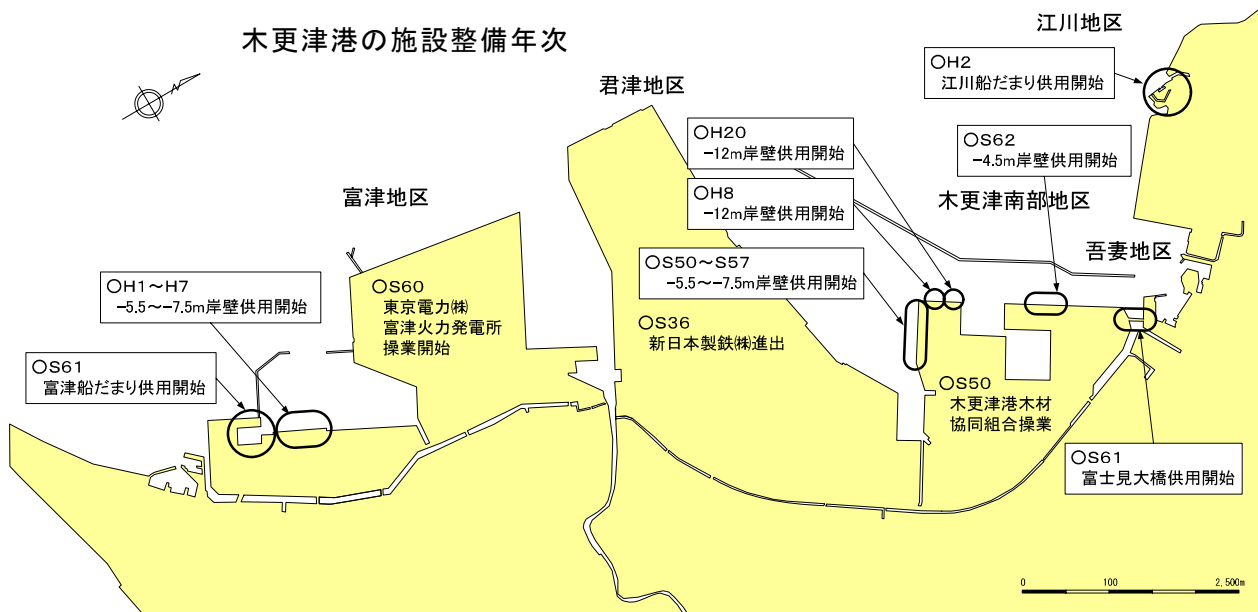 木更津港の施設整備年次
江川地区
○H2
江川船だまり供用開始
君津地区
○H20
-12m岸壁供用開始
○S62
-4.5m岸壁供用開始
○H8
-12m岸壁供用開始
木更津南部地区
富津地区
吾妻地区
○S50～S57
-5.5～-7.5m岸壁供用開始
○H1～H7
-5.5～-7.5m岸壁供用開始
○S60
東京電力㈱
富津火力発電所
操業開始
○S36
新日本製鉄㈱進出
○S61
富津船だまり供用開始
○S50
木更津港木材
協同組合操業
○S61
富士見大橋供用開始
0 100 2,500m